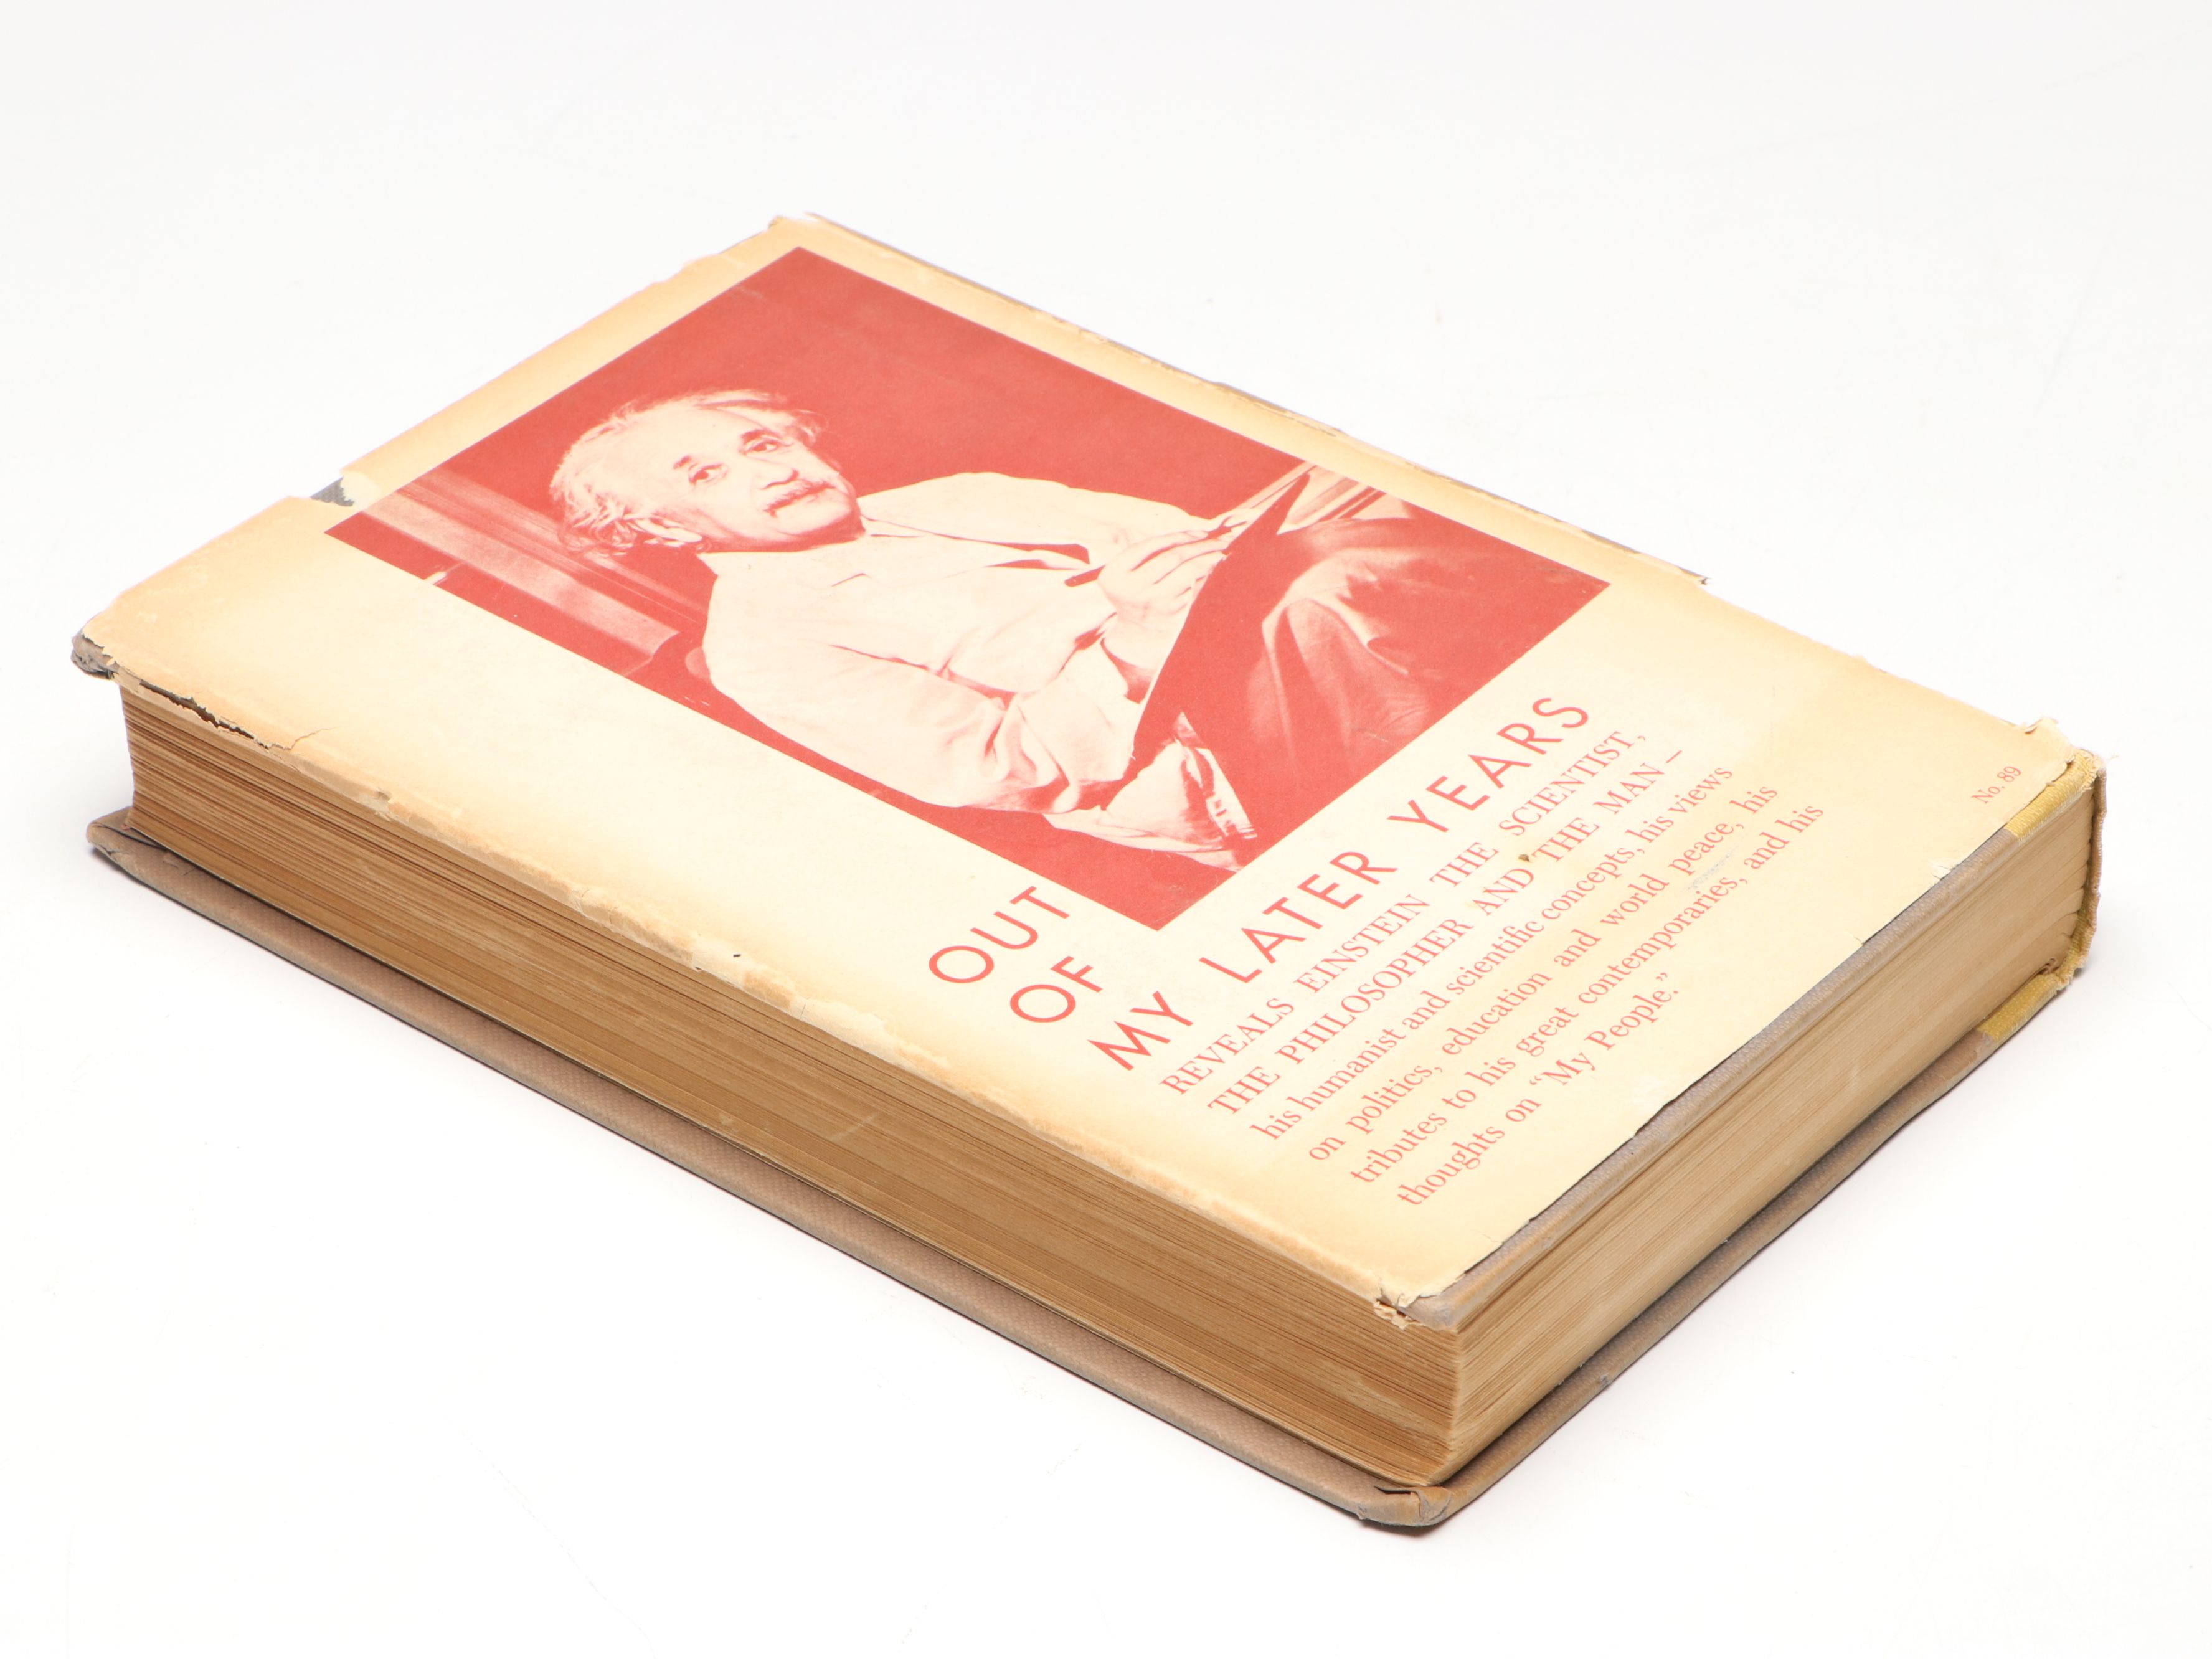 OUT
OF
MY LATER YEARS
REVEALS EINSTEIN THE SCIENTIST,
THE PHILOSOPHER AND THE MAN –
his humanist and scientific concepts, his views
on politics, education and world peace, his
tributes to his great contemporaries, and his
thoughts on “My People.”
No. 89